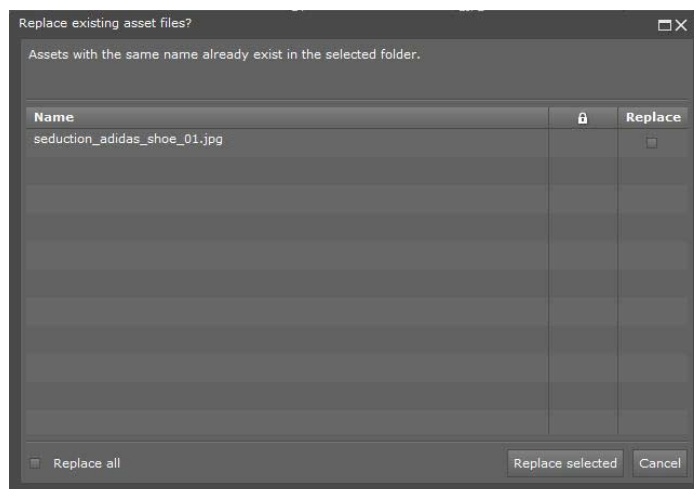 Replace existing asset files?
Assets with the same name already exist in the selected folder.
Name Replace
seduction_adidas_shoe_01.jpg
Replace all Replace selected Cancel